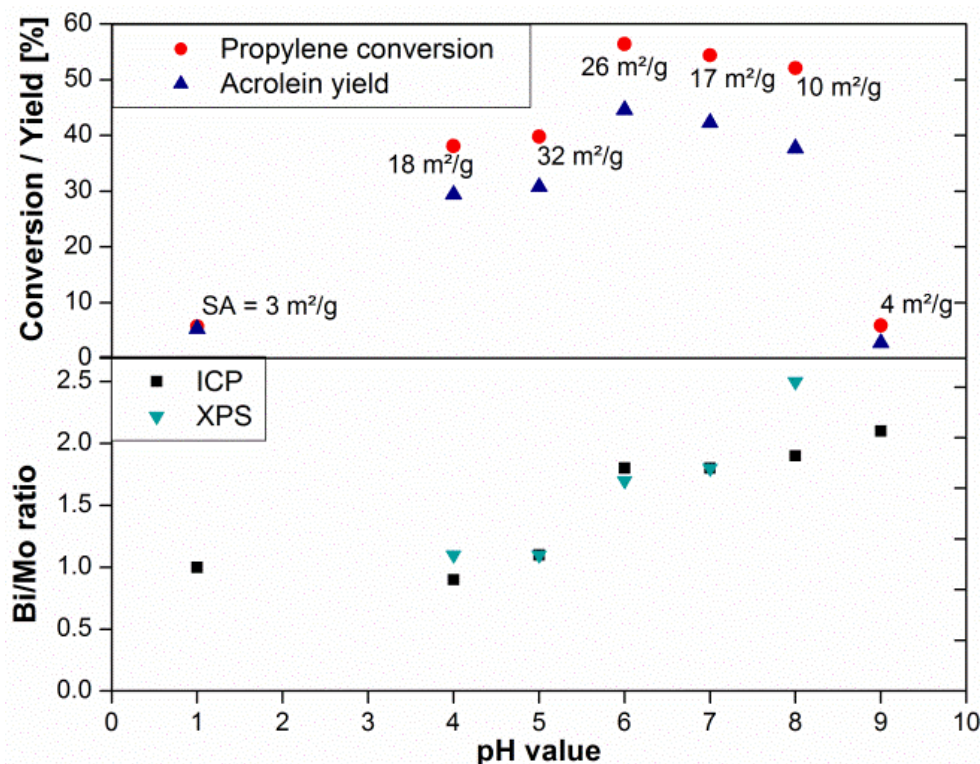 Conversion / Yield [%]
60
50
40
30
20
10
0
Propylene conversion
Acrolein yield
SA = 3 m²/g
18 m²/g
32 m²/g
26 m²/g
17 m²/g
10 m²/g
4 m²/g
Bi/Mo ratio
2.5
2.0
1.5
1.0
0.5
0.0
ICP
XPS
0 1 2 3 4 5 6 7 8 9 10
pH value